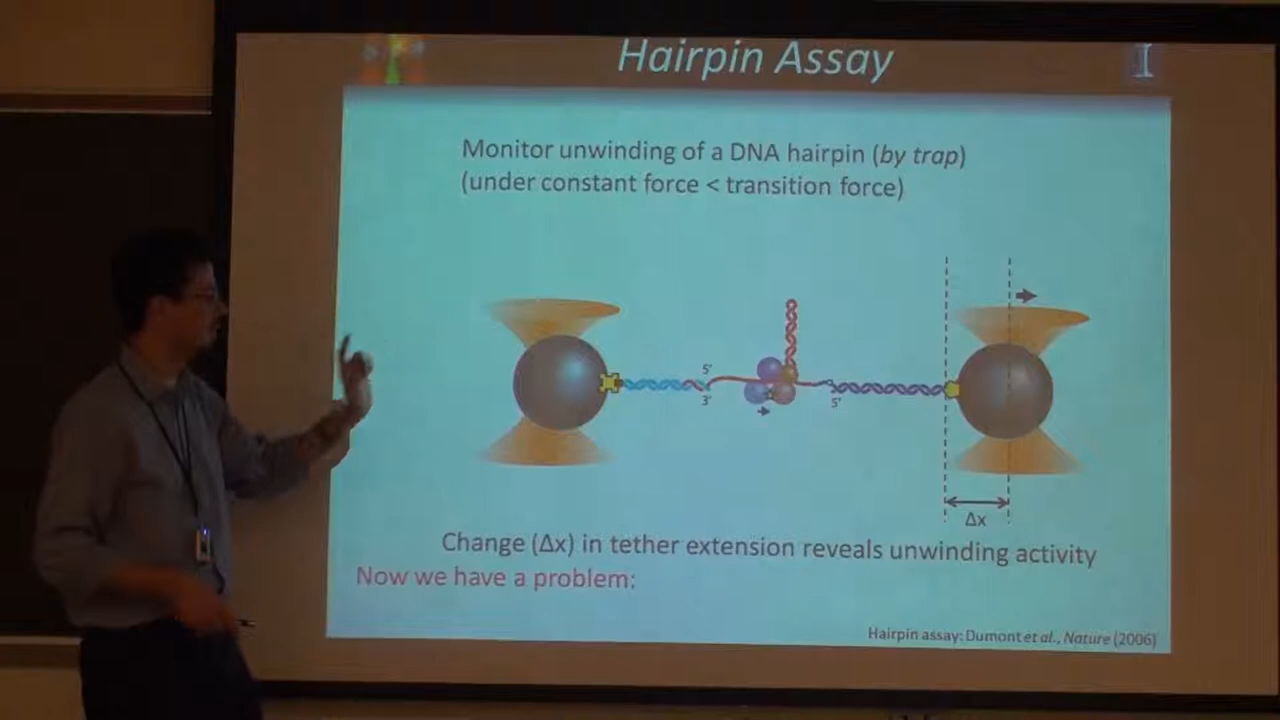 Hairpin Assay
I
Monitor unwinding of a DNA hairpin (by trap)
(under constant force < transition force)
5'
3'
5'
Δx
Change (Δx) in tether extension reveals unwinding activity
Now we have a problem:
Hairpin assay: Dumont et al., Nature (2006)